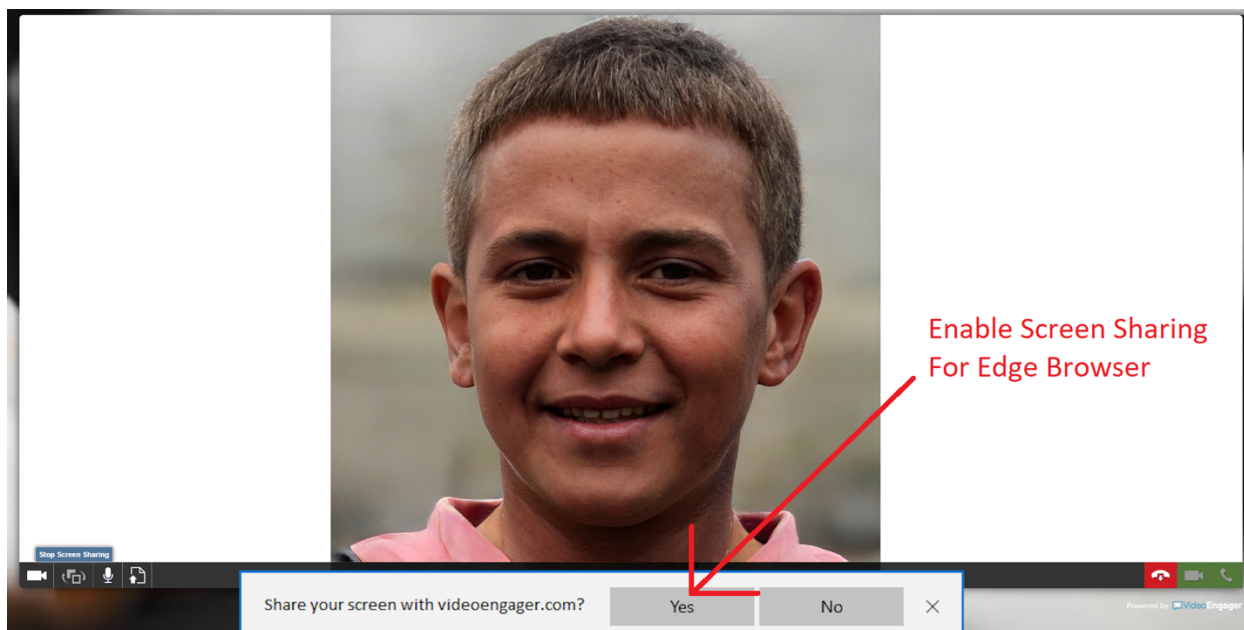 Enable Screen Sharing
For Edge Browser
Stop Screen Sharing
Share your screen with videoengager.com?
Yes
No
Powered by VideoEngager